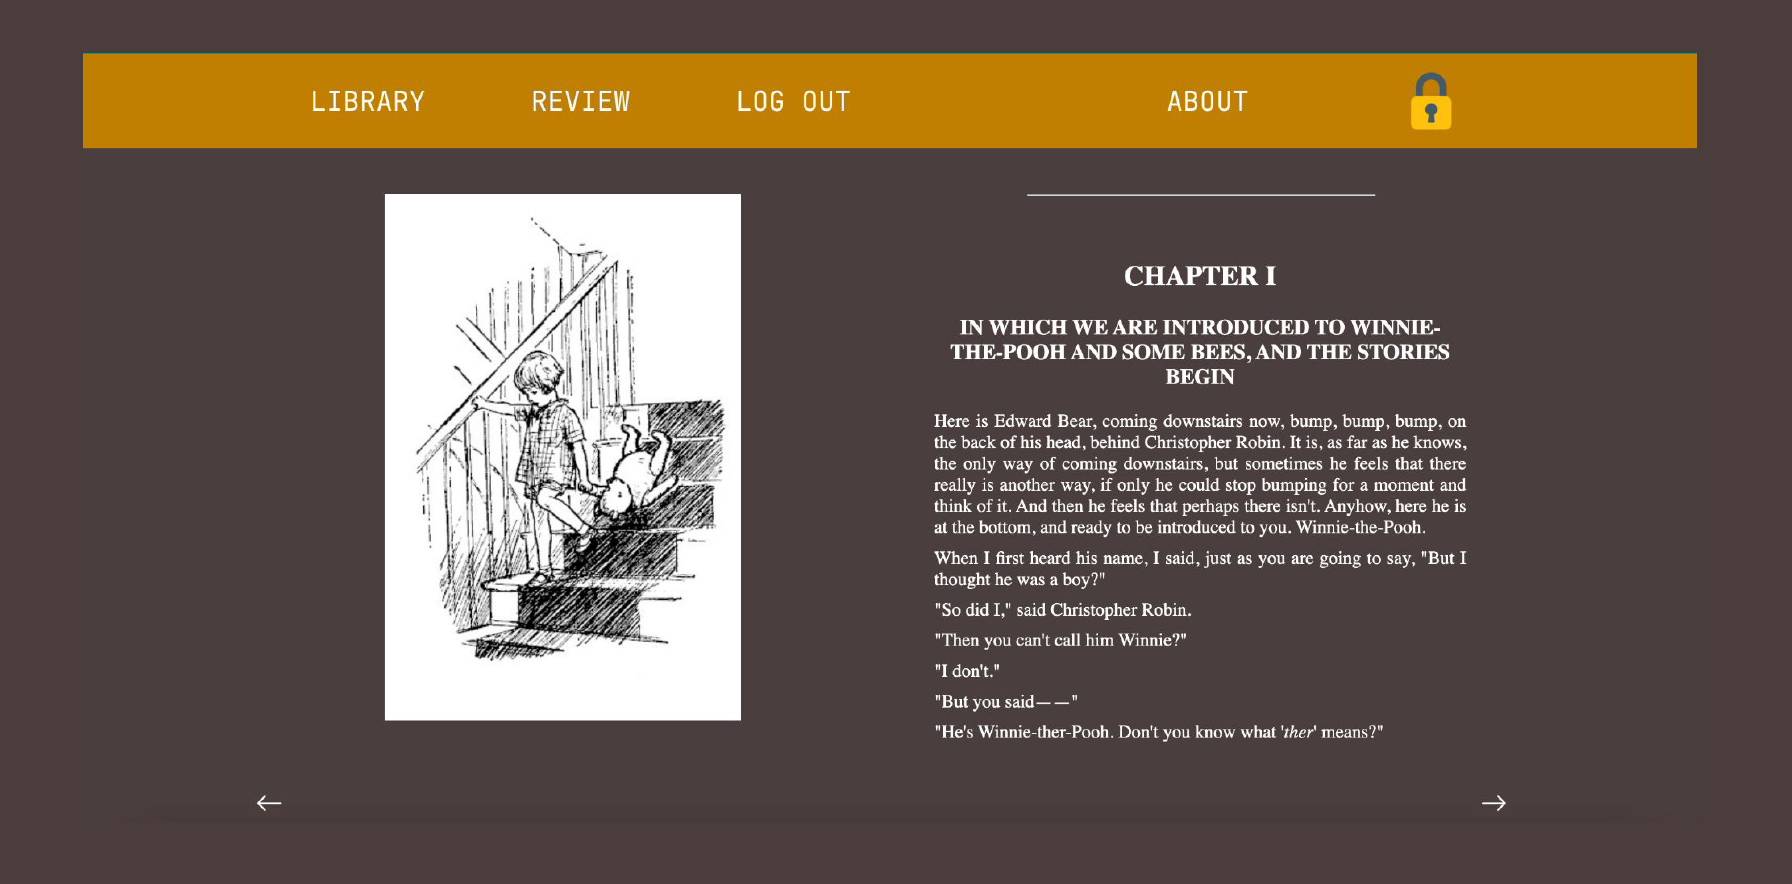 LIBRARY REVIEW LOG OUT ABOUT
CHAPTER I
IN WHICH WE ARE INTRODUCED TO WINNIE-
THE-POOH AND SOME BEES, AND THE STORIES
BEGIN
Here is Edward Bear, coming downstairs now, bump, bump, bump, on
the back of his head, behind Christopher Robin. It is, as far as he knows,
the only way of coming downstairs, but sometimes he feels that there
really is another way, if only he could stop bumping for a moment and
think of it. And then he feels that perhaps there isn't. Anyhow, here he is
at the bottom, and ready to be introduced to you. Winnie-the-Pooh.
When I first heard his name, I said, just as you are going to say, "But I
thought he was a boy?"
"So did I," said Christopher Robin.
"Then you can't call him Winnie?"
"I don't."
"But you said——"
"He's Winnie-ther-Pooh. Don't you know what 'ther' means?"